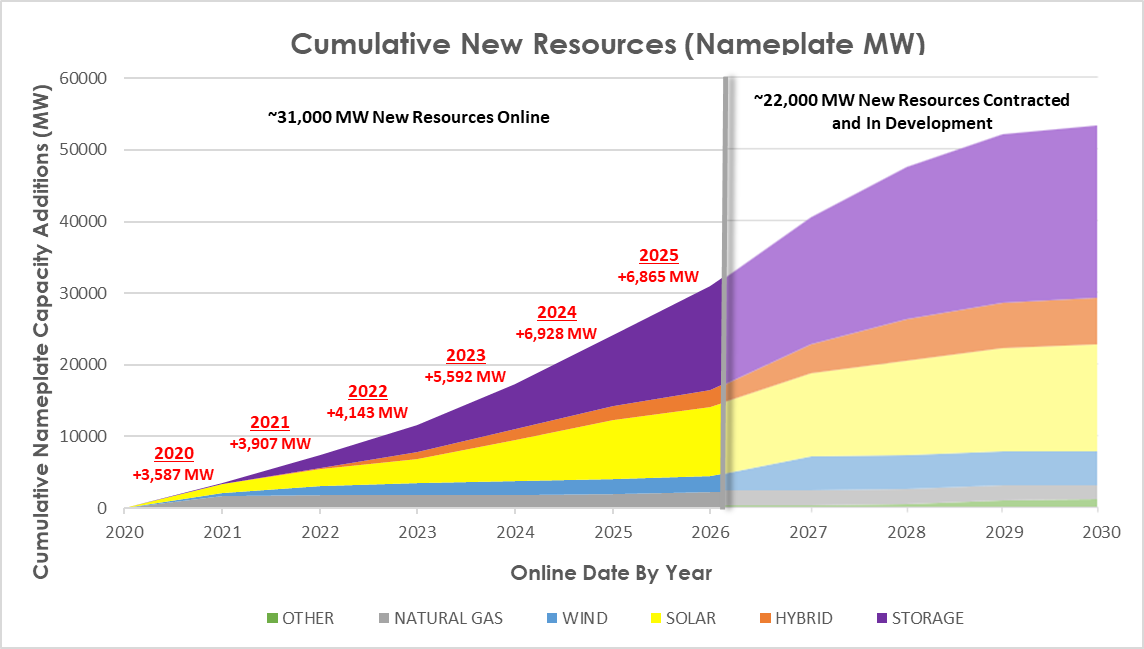 Cumulative New Resources (Nameplate MW)
Cumulative Nameplate Capacity Additions (MW)
60000
50000
40000
30000
20000
10000
0
~31,000 MW New Resources Online
~22,000 MW New Resources Contracted
and In Development
2020
+3,587 MW
2021
+3,907 MW
2022
+4,143 MW
2023
+5,592 MW
2024
+6,928 MW
2025
+6,865 MW
2020 2021 2022 2023 2024 2025 2026 2027 2028 2029 2030
Online Date By Year
OTHER NATURAL GAS WIND SOLAR HYBRID STORAGE